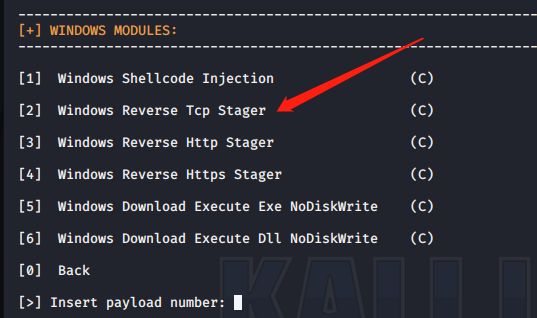 [+] WINDOWS MODULES:
[1] Windows Shellcode Injection (C)
[2] Windows Reverse Tcp Stager (C)
[3] Windows Reverse Http Stager (C)
[4] Windows Reverse Https Stager (C)
[5] Windows Download Execute Exe NoDiskWrite (C)
[6] Windows Download Execute Dll NoDiskWrite (C)
[0] Back
[>] Insert payload number: